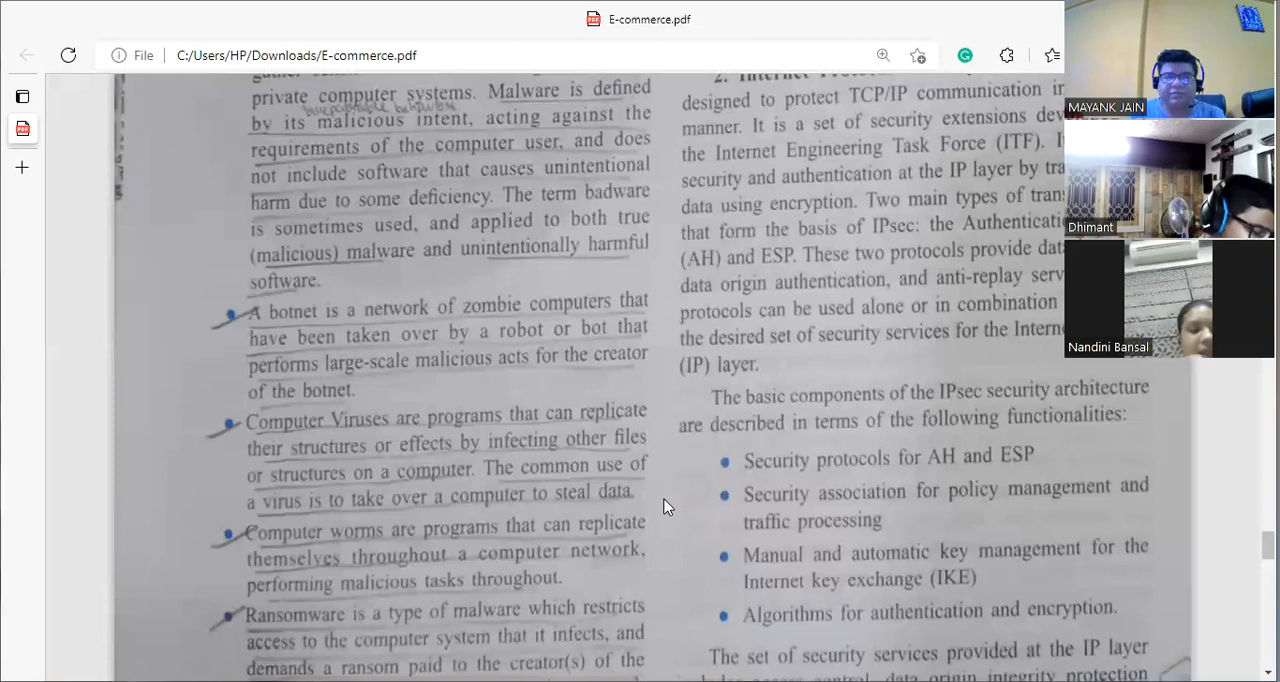 E-commerce.pdf
File
C:/Users/HP/Downloads/E-commerce.pdf
private computer systems. Malware is defined
by its malicious intent, acting against the
requirements of the computer user, and does
not include software that causes unintentional
harm due to some deficiency. The term badware
is sometimes used, and applied to both true
(malicious) malware and unintentionally harmful
software.
A botnet is a network of zombie computers that
have been taken over by a robot or bot that
performs large-scale malicious acts for the creator
of the botnet.
Computer Viruses are programs that can replicate
their structures or effects by infecting other files
or structures on a computer. The common use of
a virus is to take over a computer to steal data.
Computer worms are programs that can replicate
themselves throughout a computer network,
performing malicious tasks throughout.
Ransomware is a type of malware which restricts
access to the computer system that it infects, and
demands a ransom paid to the creator(s) of the
2. Internet
designed to protect TCP/IP communication in
manner. It is a set of security extensions dev
the Internet Engineering Task Force (ITF).
security and authentication at the IP layer by tra
data using encryption. Two main types of tran
that form the basis of IPsec: the Authenticati
(AH) and ESP. These two protocols provide dat
data origin authentication, and anti-replay serv
protocols can be used alone or in combination
the desired set of security services for the Intern
(IP) layer.
The basic components of the IPsec security architecture
are described in terms of the following functionalities:
Security protocols for AH and ESP
Security association for policy management and
traffic processing
Manual and automatic key management for the
Internet key exchange (IKE)
Algorithms for authentication and encryption.
The set of security services provided at the IP layer
data origin integrity protection
MAYANK JAIN
Dhimant
Nandini Bansal